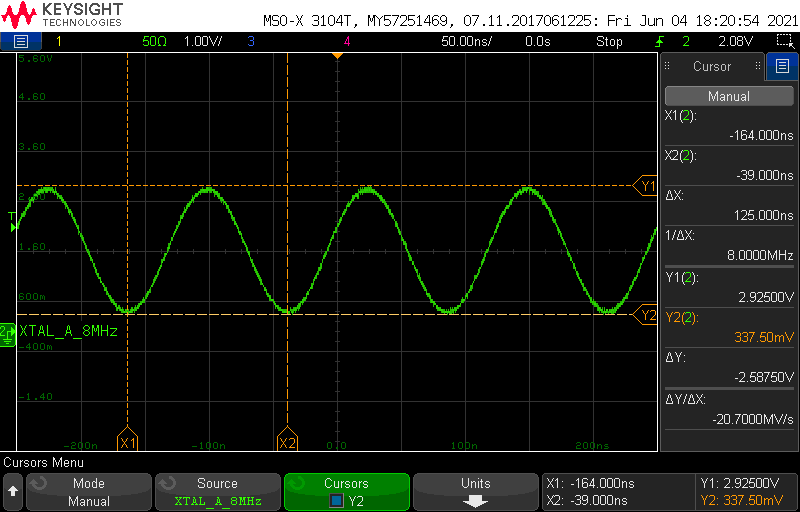 KEYSIGHT
TECHNOLOGIES
MSO-X 3104T, MY57251469, 07.11.2017061225: Fri Jun 04 18:20:54 2021
1 50Ω 1.00V/ 3 4 50.00ns/ 0.0s Stop 2 2.08V
5.60V
4.60
3.60
2.60
1.60
600m
-400m
-1.40
T
2
XTAL_A_8MHz
Y1
Y2
-200n -100n 0.0 100n 200ns
X1 X2
Cursor
Manual
X1(2):
-164.000ns
X2(2):
-39.000ns
ΔX:
125.000ns
1/ΔX:
8.0000MHz
Y1(2):
2.92500V
Y2(2):
337.50mV
ΔY:
-2.58750V
ΔY/ΔX:
-20.7000MV/s
Cursors Menu
Mode
Manual
Source
XTAL_A_8MHz
Cursors
Y2
Units
X1: -164.000ns
X2: -39.000ns
Y1: 2.92500V
Y2: 337.50mV